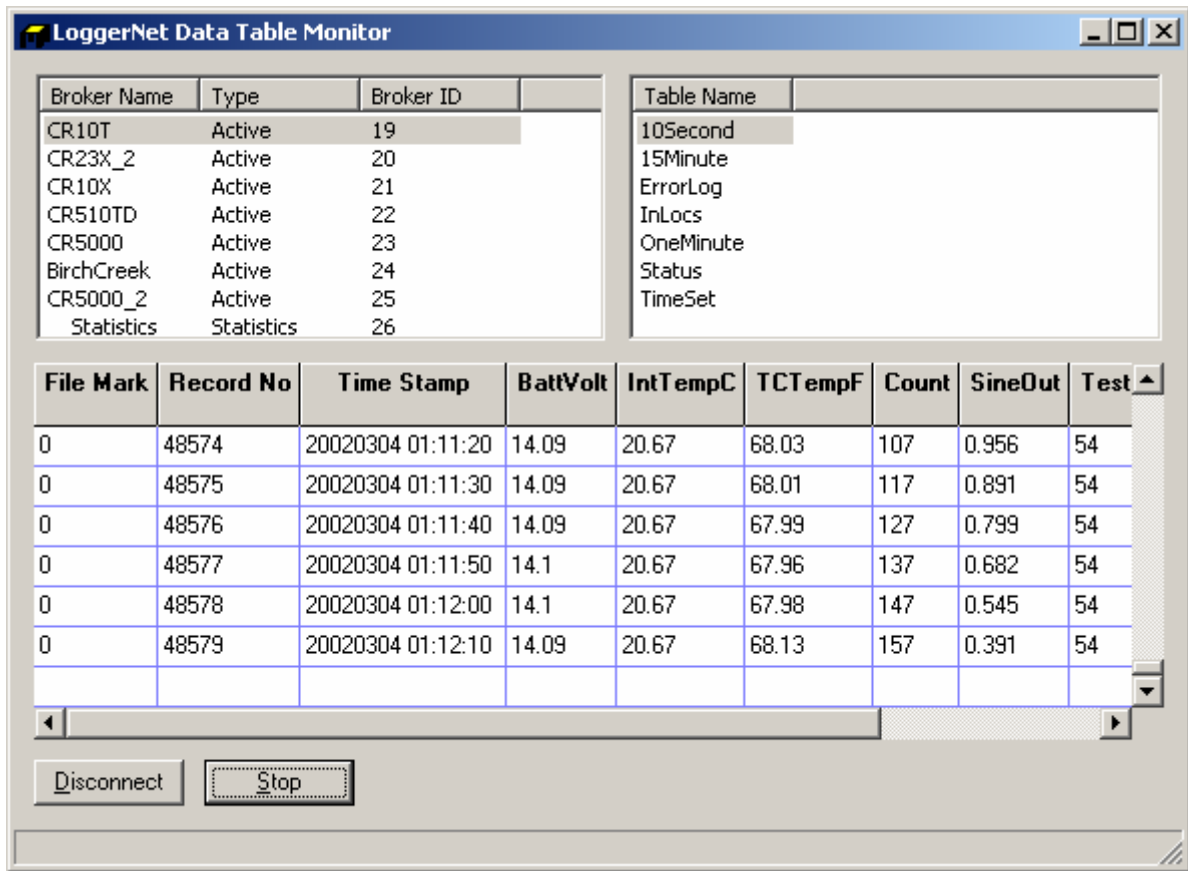 LoggerNet Data Table Monitor
Broker Name Type Broker ID
CR10T Active 19
CR23X_2 Active 20
CR10X Active 21
CR510TD Active 22
CR5000 Active 23
BirchCreek Active 24
CR5000_2 Active 25
Statistics Statistics 26
Table Name
10Second
15Minute
ErrorLog
InLocs
OneMinute
Status
TimeSet
File Mark Record No Time Stamp BattVolt IntTempC TCTempF Count SineOut Test
0 48574 20020304 01:11:20 14.09 20.67 68.03 107 0.956 54
0 48575 20020304 01:11:30 14.09 20.67 68.01 117 0.891 54
0 48576 20020304 01:11:40 14.09 20.67 67.99 127 0.799 54
0 48577 20020304 01:11:50 14.1 20.67 67.96 137 0.682 54
0 48578 20020304 01:12:00 14.1 20.67 67.98 147 0.545 54
0 48579 20020304 01:12:10 14.09 20.67 68.13 157 0.391 54
Disconnect Stop